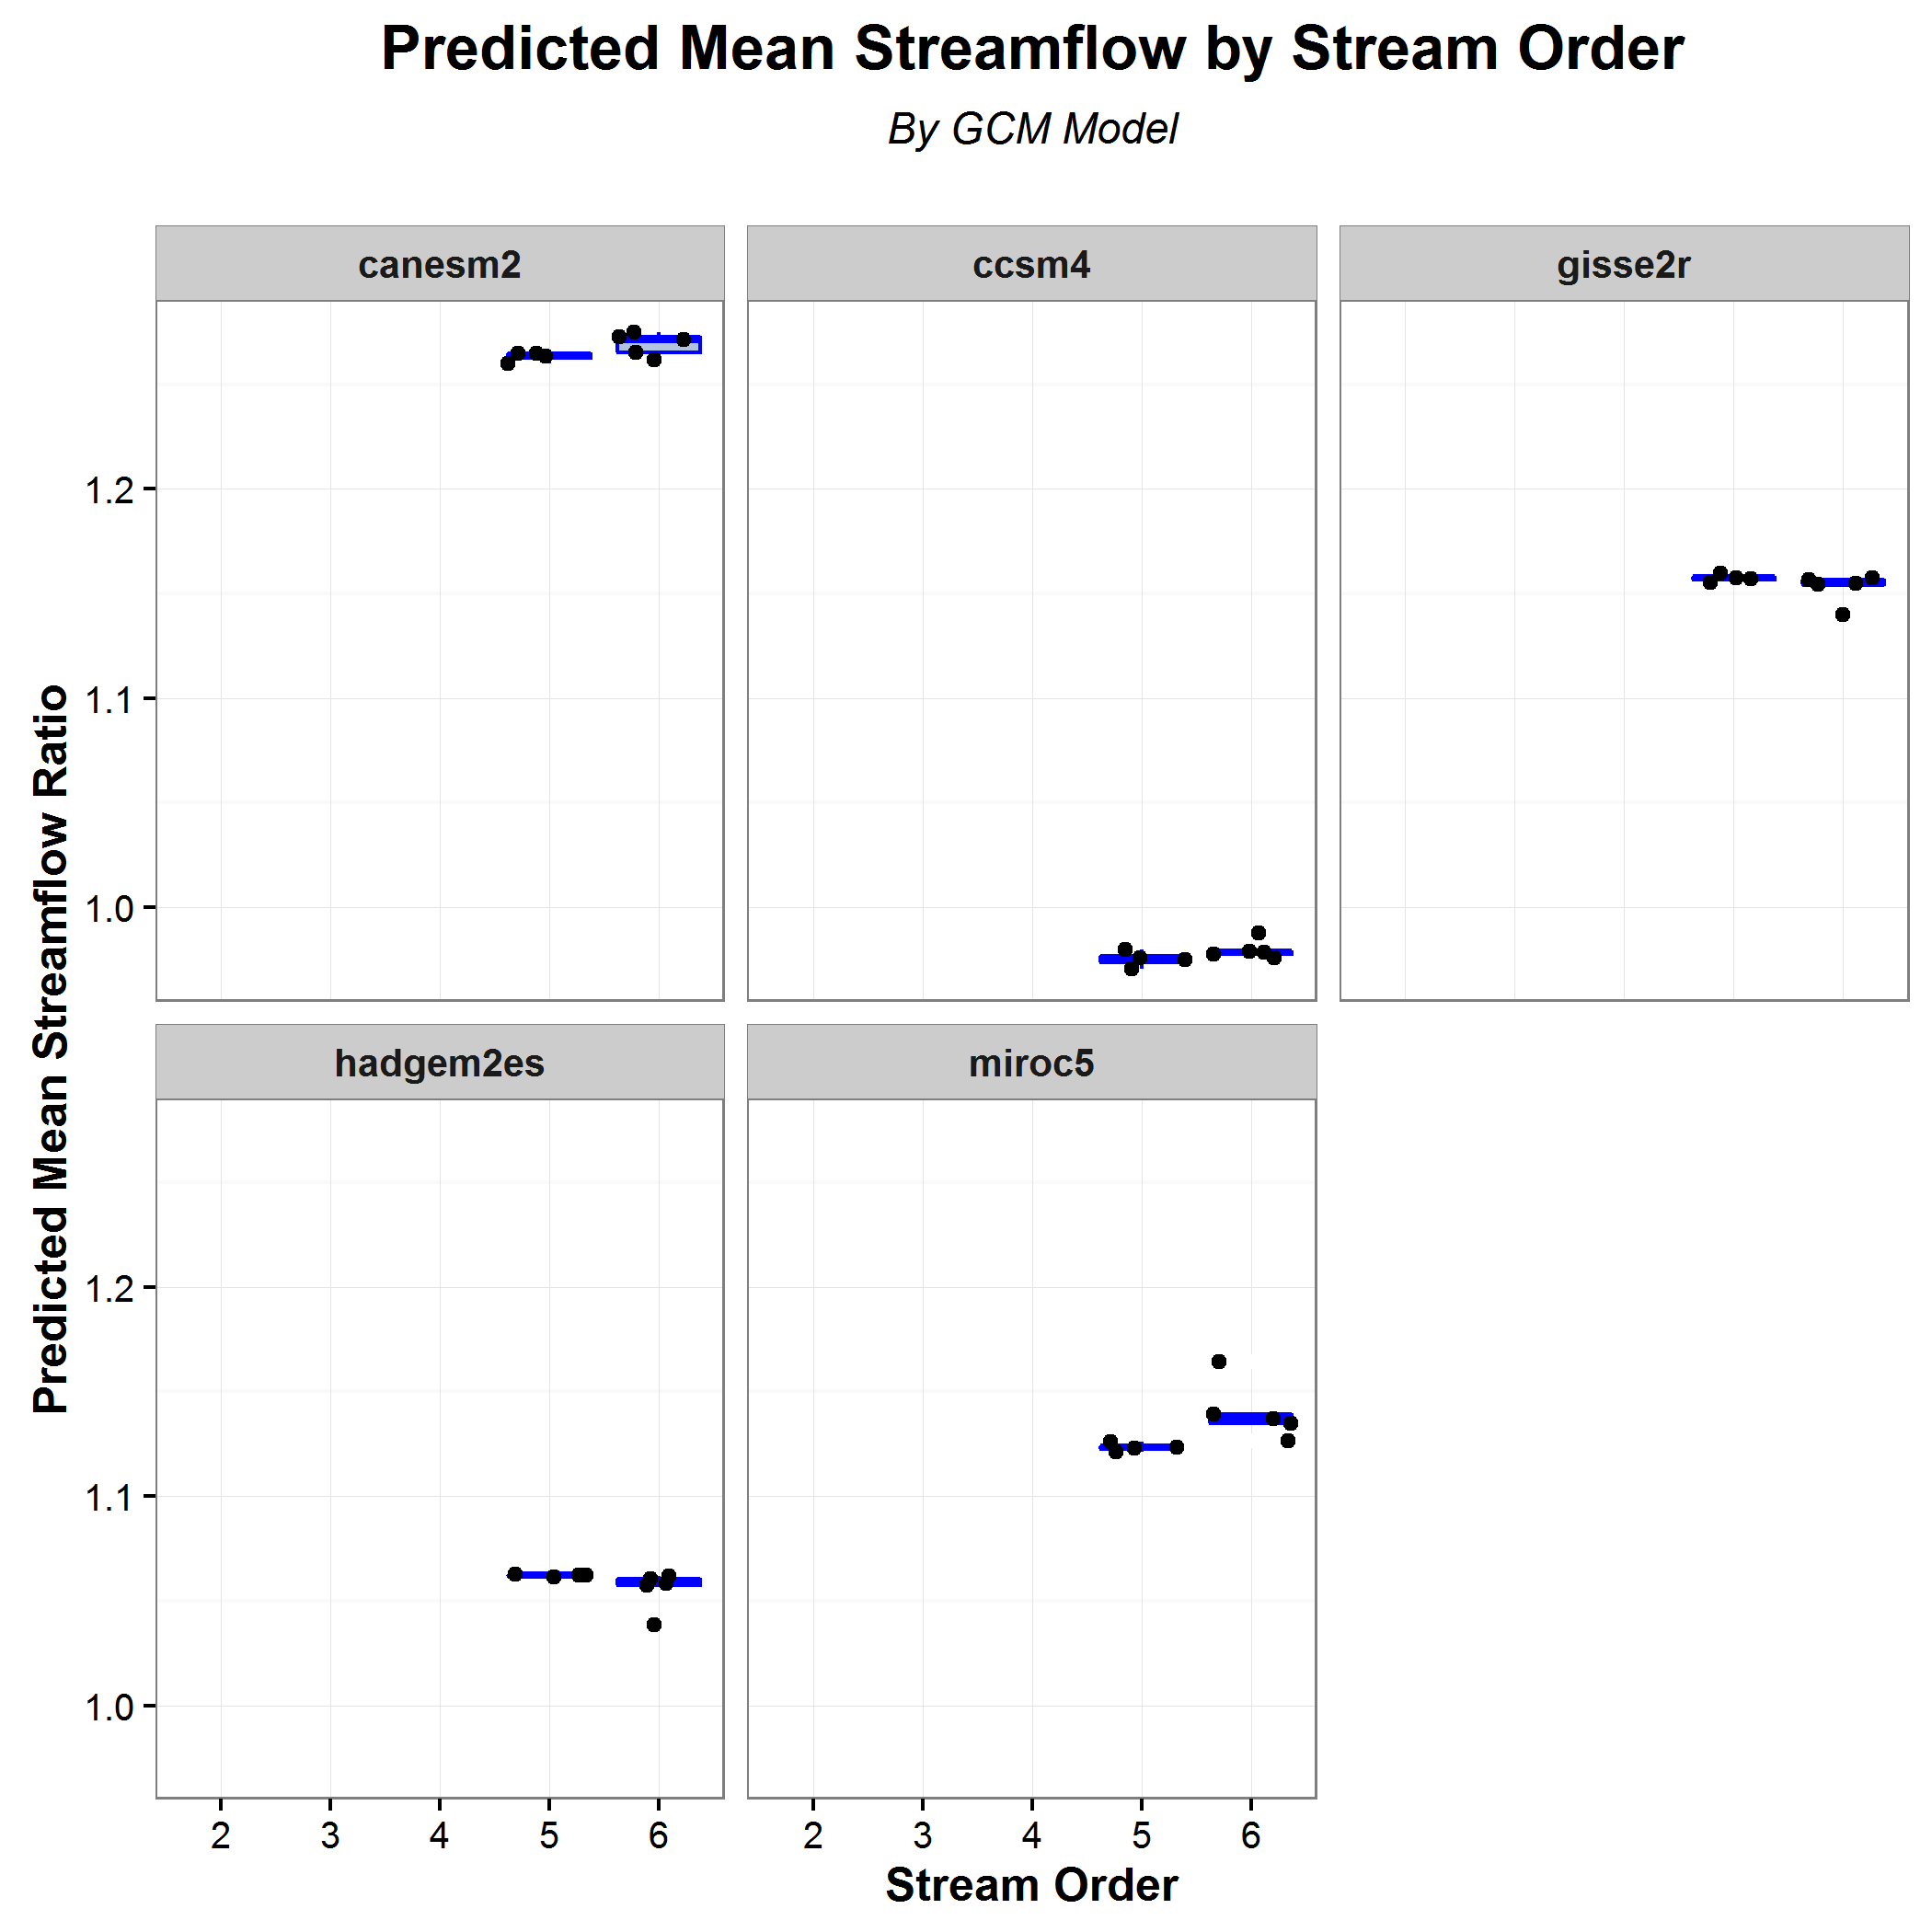 Predicted Mean Streamflow by Stream Order
By GCM Model
canesm2
ccsm4
gisse2r
1.2
1.1
1.0
Predicted Mean Streamflow Ratio
hadgem2es
miroc5
1.2
1.1
1.0
2 3 4 5 6
2 3 4 5 6
Stream Order